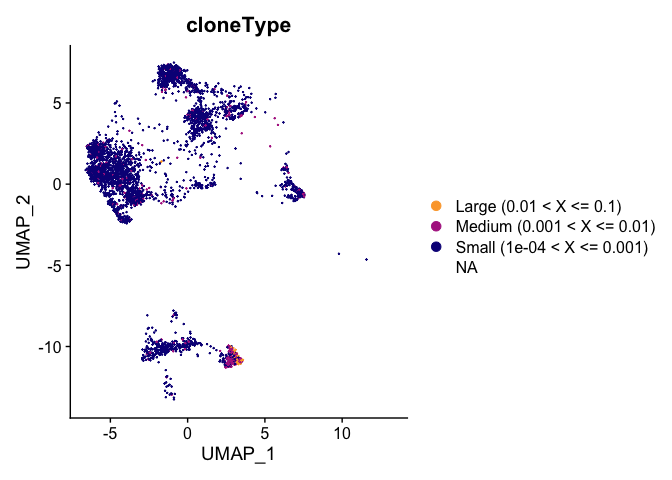 cloneType
5
0
-5
-10
UMAP_2
-5
0
5
10
UMAP_1
Large (0.01 < X <= 0.1)
Medium (0.001 < X <= 0.01)
Small (1e-04 < X <= 0.001)
NA